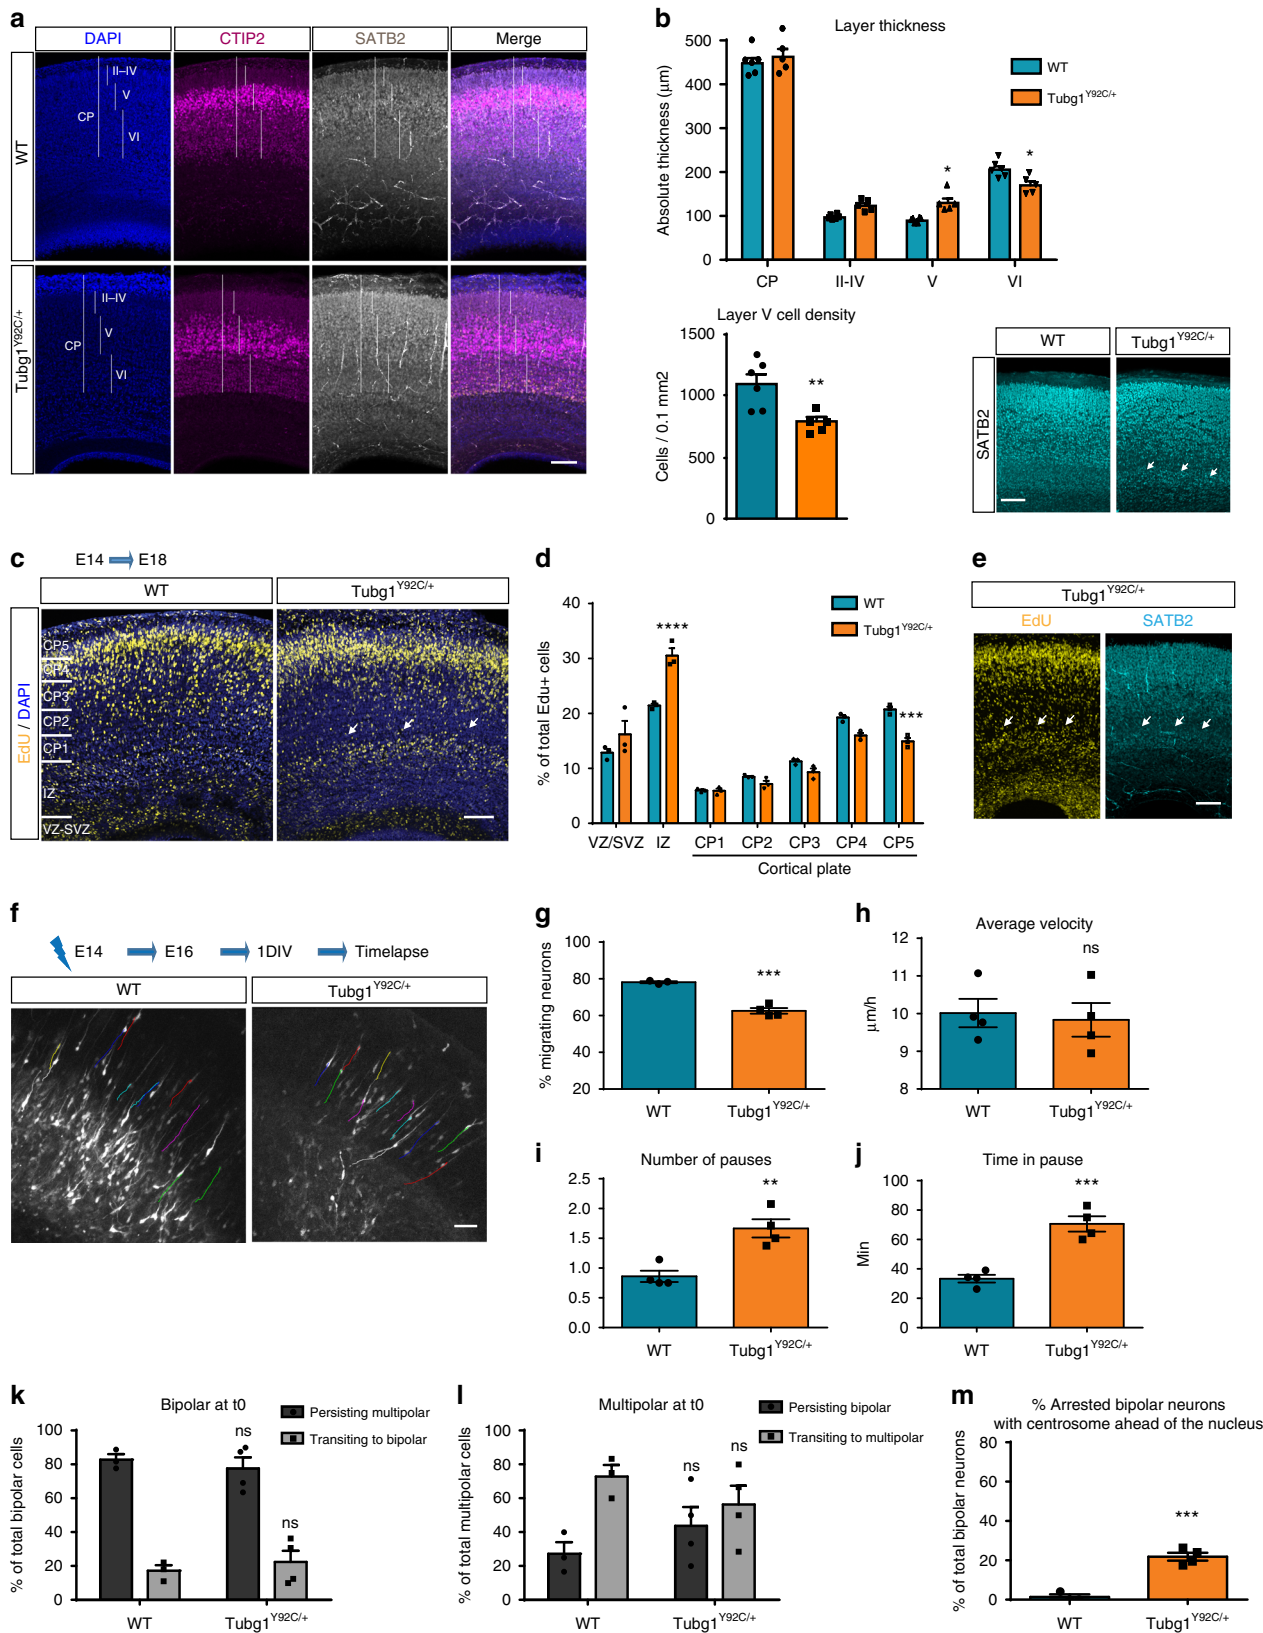 a
DAPI
CTIP2
SATB2
Merge
WT
II–IV
V
CP
VI
Tubg1Y92C/+
II–IV
V
CP
VI
b
Layer thickness
Absolute thickness (μm)
500
400
300
200
100
0
WT
Tubg1Y92C/+
*
*
CP
II-IV
V
VI
Layer V cell density
Cells / 0.1 mm2
1500
1000
500
0
**
WT
Tubg1Y92C/+
SATB2
c
E14
E18
WT
Tubg1Y92C/+
EdU / DAPI
CP5
CP4
CP3
CP2
CP1
IZ
VZ-SVZ
d
% of total Edu+ cells
40
30
20
10
0
WT
Tubg1Y92C/+
****
***
VZ/SVZ
IZ
CP1
CP2
CP3
CP4
CP5
Cortical plate
e
Tubg1Y92C/+
EdU
SATB2
f
E14
E16
1DIV
Timelapse
WT
Tubg1Y92C/+
g
% migrating neurons
100
80
60
40
20
***
WT
Tubg1Y92C/+
h
Average velocity
μm/h
12
11
10
9
8
ns
WT
Tubg1Y92C/+
i
Number of pauses
2.5
2.0
1.5
1.0
0.5
0.0
**
WT
Tubg1Y92C/+
j
Time in pause
Min
100
80
60
40
20
0
***
WT
Tubg1Y92C/+
k
Bipolar at t0
% of total bipolar cells
100
80
60
40
20
0
Persisting multipolar
Transiting to bipolar
ns
ns
WT
Tubg1Y92C/+
l
Multipolar at t0
% of total multipolar cells
100
80
60
40
20
0
Persisting bipolar
Transiting to multipolar
ns
ns
WT
Tubg1Y92C/+
m
% Arrested bipolar neurons
with centrosome ahead of the nucleus
% of total bipolar neurons
80
60
40
20
0
***
WT
Tubg1Y92C/+